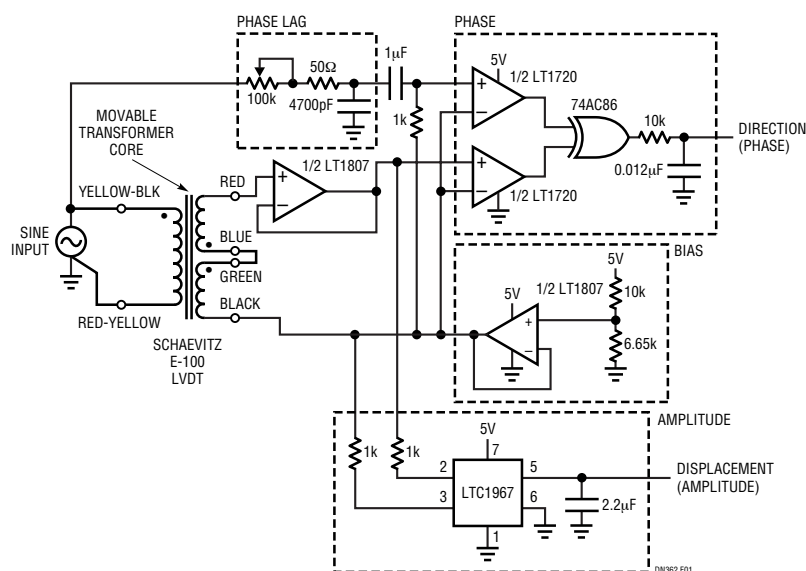 PHASE LAG
PHASE
1µF
5V
1/2 LT1720
50Ω
100k
4700pF
1k
74AC86
10k
DIRECTION
(PHASE)
0.012µF
1/2 LT1720
MOVABLE
TRANSFORMER
CORE
1/2 LT1807
RED
YELLOW-BLK
SINE
INPUT
BLUE
GREEN
BLACK
RED-YELLOW
SCHAEVITZ
E-100
LVDT
BIAS
5V
1/2 LT1807
5V
10k
6.65k
AMPLITUDE
1k
1k
5V
7
2
5
LTC1967
3
6
1
2.2µF
DISPLACEMENT
(AMPLITUDE)
DN362 F01
+
–
+
–
+
–
+
–